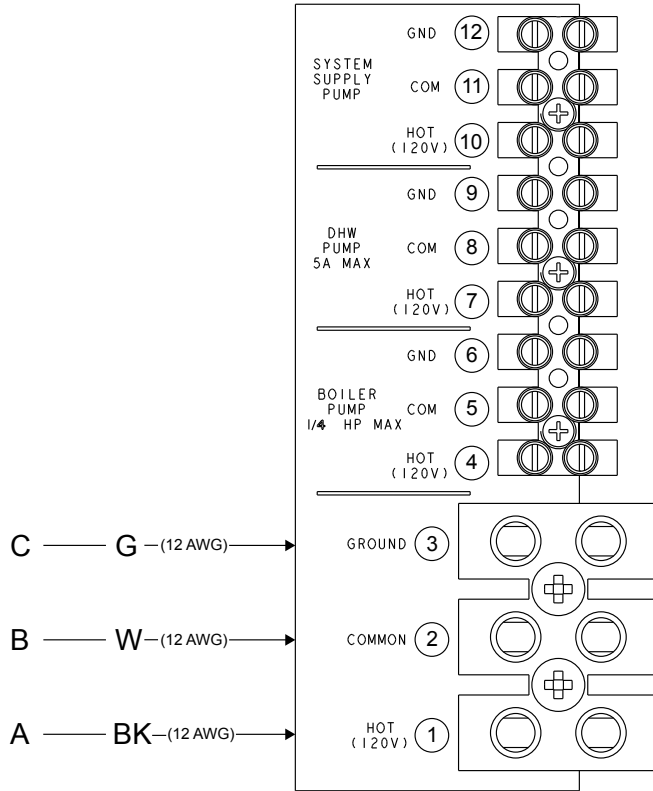 GND 12
SYSTEM
SUPPLY
PUMP
COM 11
HOT
(120V) 10
GND 9
DHW
PUMP
5A MAX
COM 8
HOT
(120V) 7
GND 6
BOILER
PUMP
1/4 HP MAX
COM 5
HOT
(120V) 4
C G (12 AWG) GROUND 3
B W (12 AWG) COMMON 2
A BK (12 AWG) HOT
(120V) 1